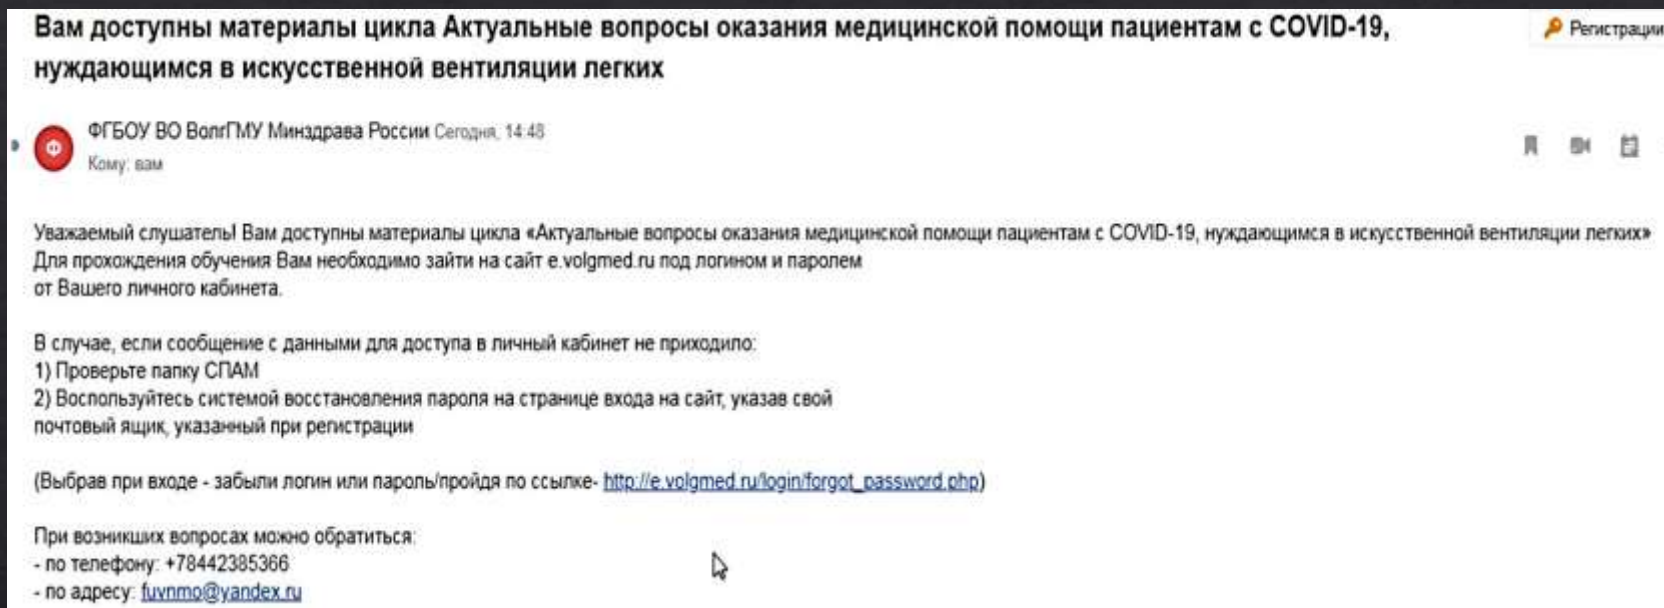 Вам доступны материалы цикла Актуальные вопросы оказания медицинской помощи пациентам с COVID-19,
нуждающимся в искусственной вентиляции легких
Регистрации
ФГБОУ ВО ВолгГМУ Минздрава России Сегодня, 14:48
Ф
Кому: вам
Уважаемый слушатель! Вам доступны материалы цикла «Актуальные вопросы оказания медицинской помощи пациентам с COVID-19, нуждающимся в искусственной вентиляции легких»
Для прохождения обучения Вам необходимо зайти на сайт e.volgmed.ru под логином и паролем
от Вашего личного кабинета.
В случае, если сообщение с данными для доступа в личный кабинет не приходило:
1) Проверьте папку СПАМ
2) Воспользуйтесь системой восстановления пароля на странице входа на сайт, указав свой
почтовый ящик, указанный при регистрации
(Выбрав при входе - забыли логин или пароль/пройдя по ссылке- http://e.volgmed.ru/login/forgot_password.php)
При возникших вопросах можно обратиться:
- по телефону: +78442385366
- по адресу: fuvnmo@yandex.ru